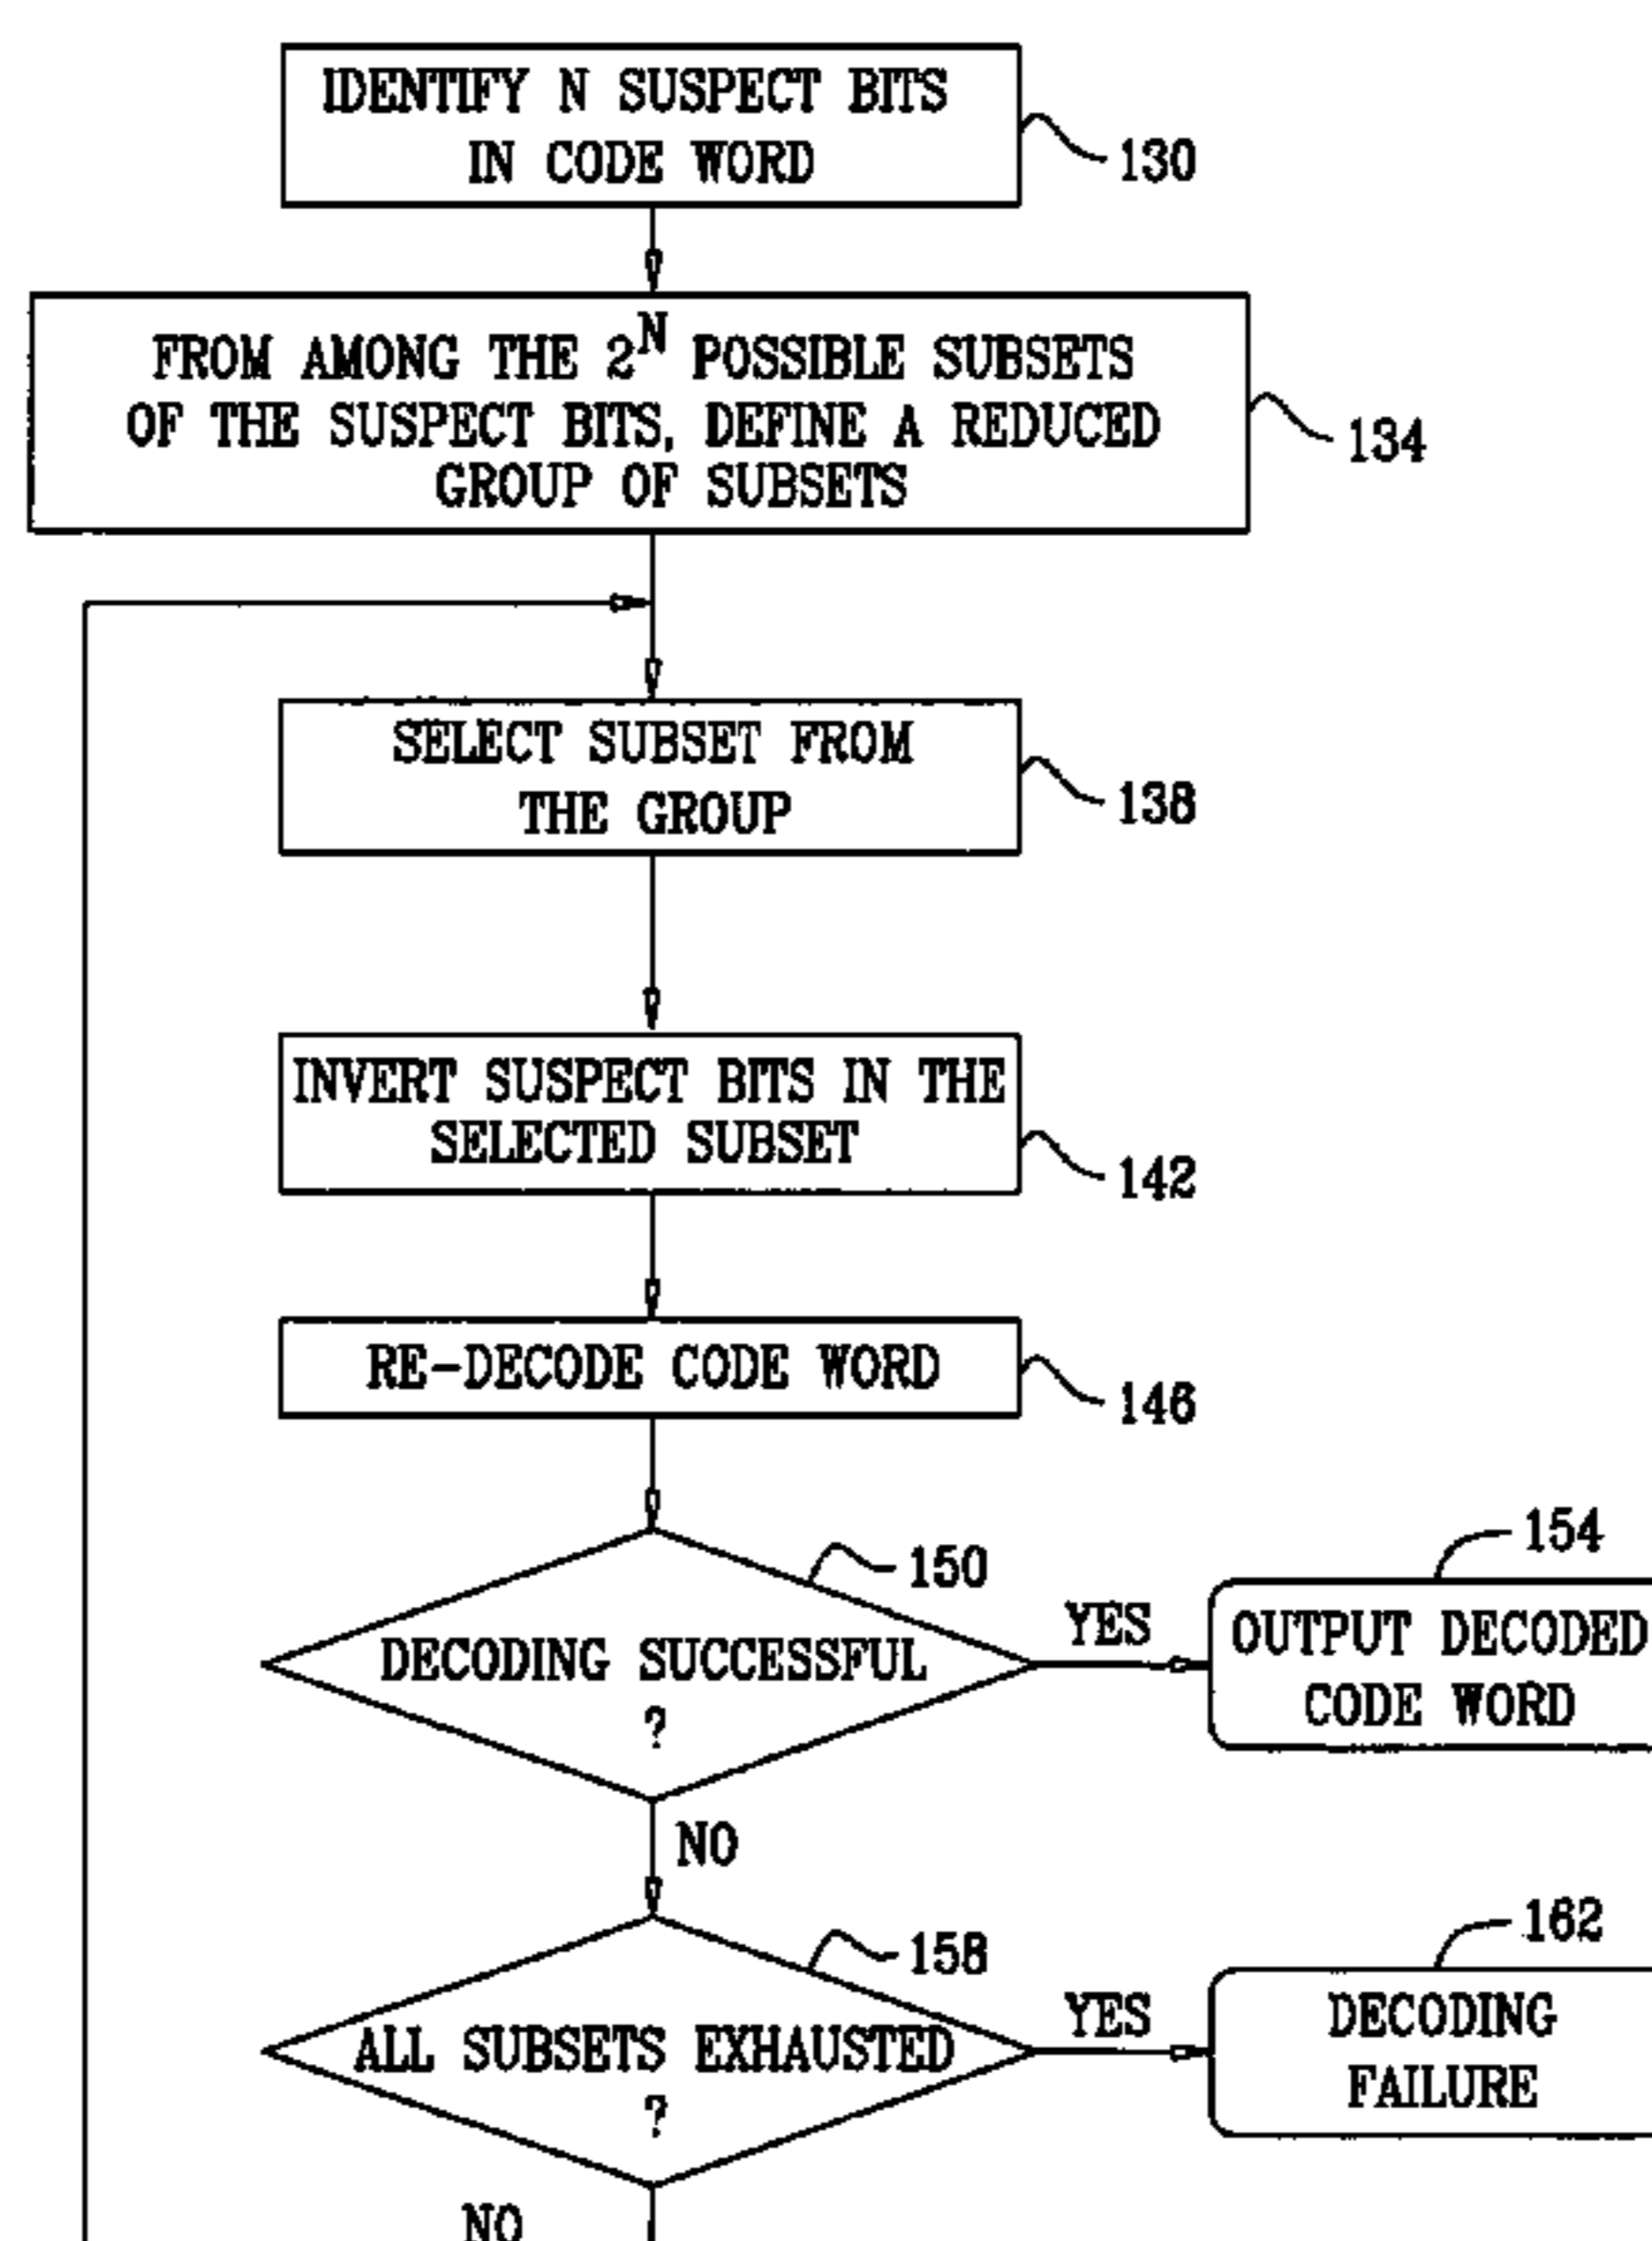 IDENTIFY N SUSPECT BITS
IN CODE WORD
130
FROM AMONG THE 2^N POSSIBLE SUBSETS
OF THE SUSPECT BITS, DEFINE A REDUCED
GROUP OF SUBSETS
134
SELECT SUBSET FROM
THE GROUP
138
INVERT SUSPECT BITS IN THE
SELECTED SUBSET
142
RE-DECODE CODE WORD
146
150
DECODING SUCCESSFUL
?
YES
154
OUTPUT DECODED
CODE WORD
NO
158
ALL SUBSETS EXHAUSTED
?
YES
162
DECODING
FAILURE
NO